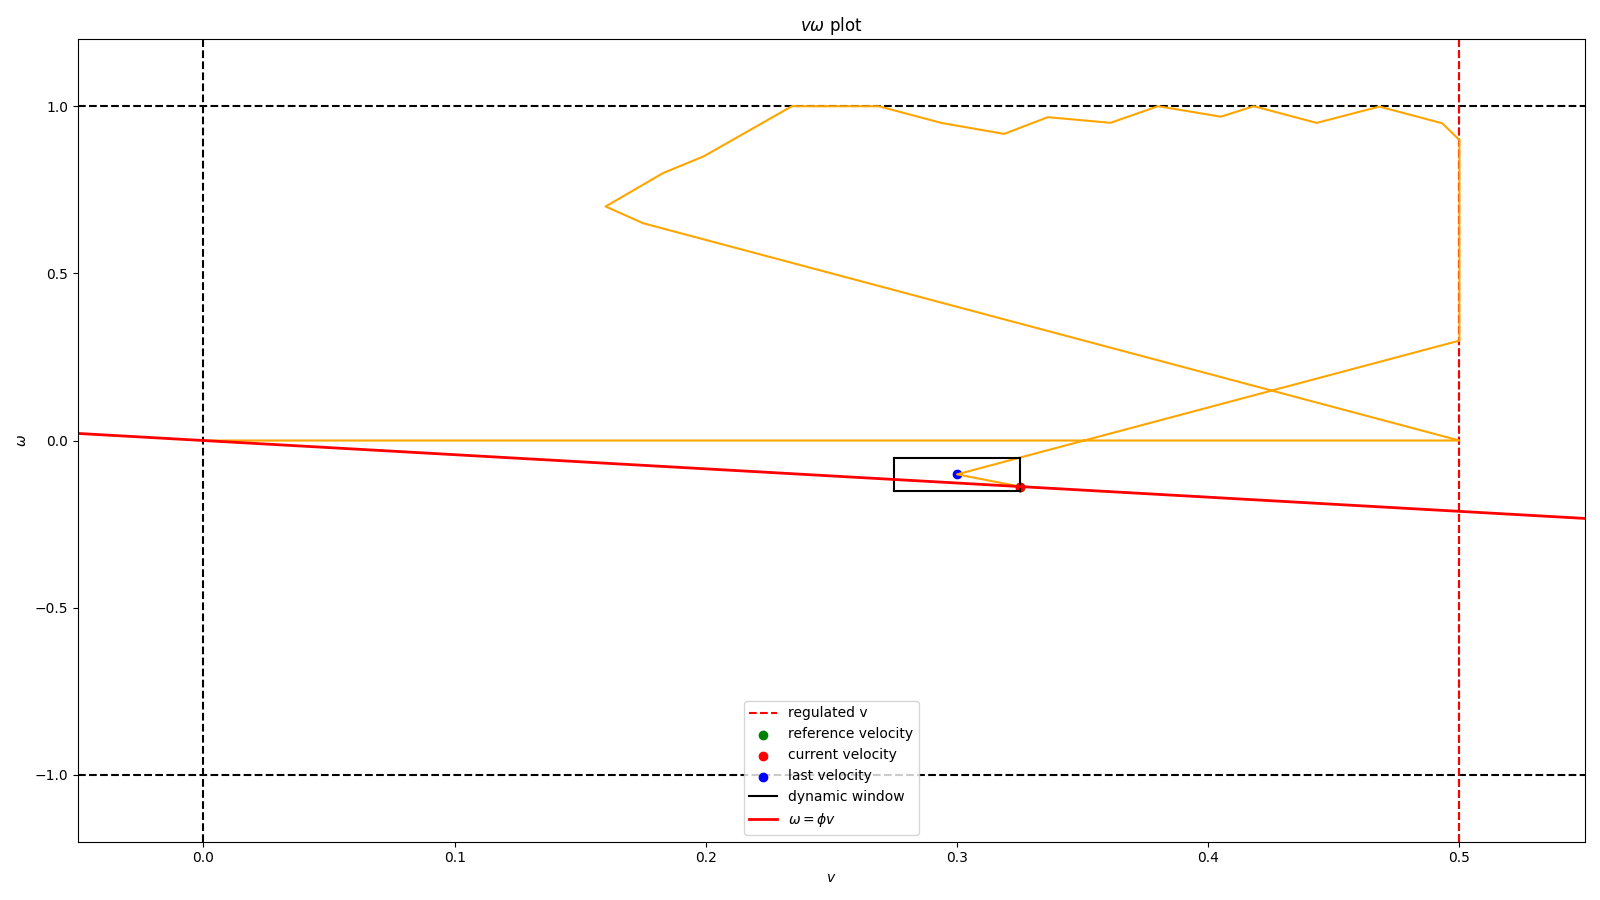 vω plot
1.0
0.5
0.0
−0.5
−1.0
ω
regulated v
reference velocity
current velocity
last velocity
dynamic window
ω = ϕv
0.0 0.1 0.2 0.3 0.4 0.5
v